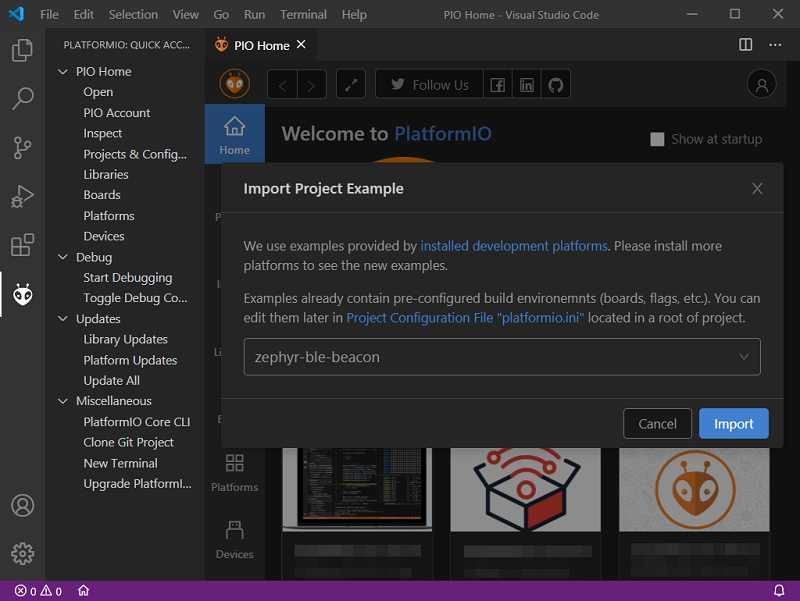 File Edit Selection View Go Run Terminal Help PIO Home - Visual Studio Code
PLATFORMIO: QUICK ACC...
PIO Home
Open
PIO Account
Inspect
Projects & Config...
Libraries
Boards
Platforms
Devices
Debug
Start Debugging
Toggle Debug Co...
Updates
Library Updates
Platform Updates
Update All
Miscellaneous
PlatformIO Core CLI
Clone Git Project
New Terminal
Upgrade PlatformI...
PIO Home
Follow Us
Home
Welcome to PlatformIO
Show at startup
Import Project Example
We use examples provided by installed development platforms. Please install more
platforms to see the new examples.
Examples already contain pre-configured build environemnts (boards, flags, etc.). You can
edit them later in Project Configuration File "platformio.ini" located in a root of project.
zephyr-ble-beacon
Cancel Import
Platforms
Devices
0 0